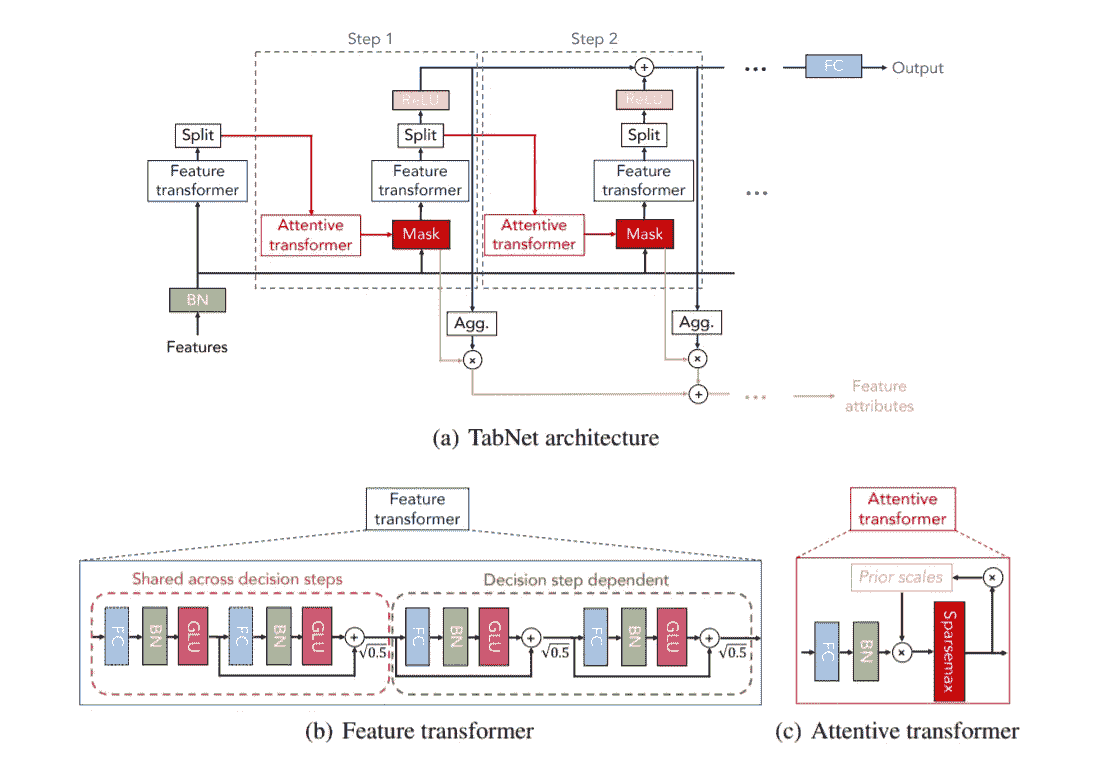 Step 1
Step 2
FC
Output
ReLU
ReLU
Split
Split
Split
Feature
transformer
Feature
transformer
Feature
transformer
Attentive
transformer
Mask
Attentive
transformer
Mask
BN
Features
Agg.
Agg.
Feature
attributes
(a) TabNet architecture
Feature
transformer
Shared across decision steps
Decision step dependent
FC
BN
GLU
FC
BN
GLU
√0.5
FC
BN
GLU
√0.5
FC
BN
GLU
√0.5
(b) Feature transformer
Attentive
transformer
Prior scales
FC
BN
Sparsemax
(c) Attentive transformer